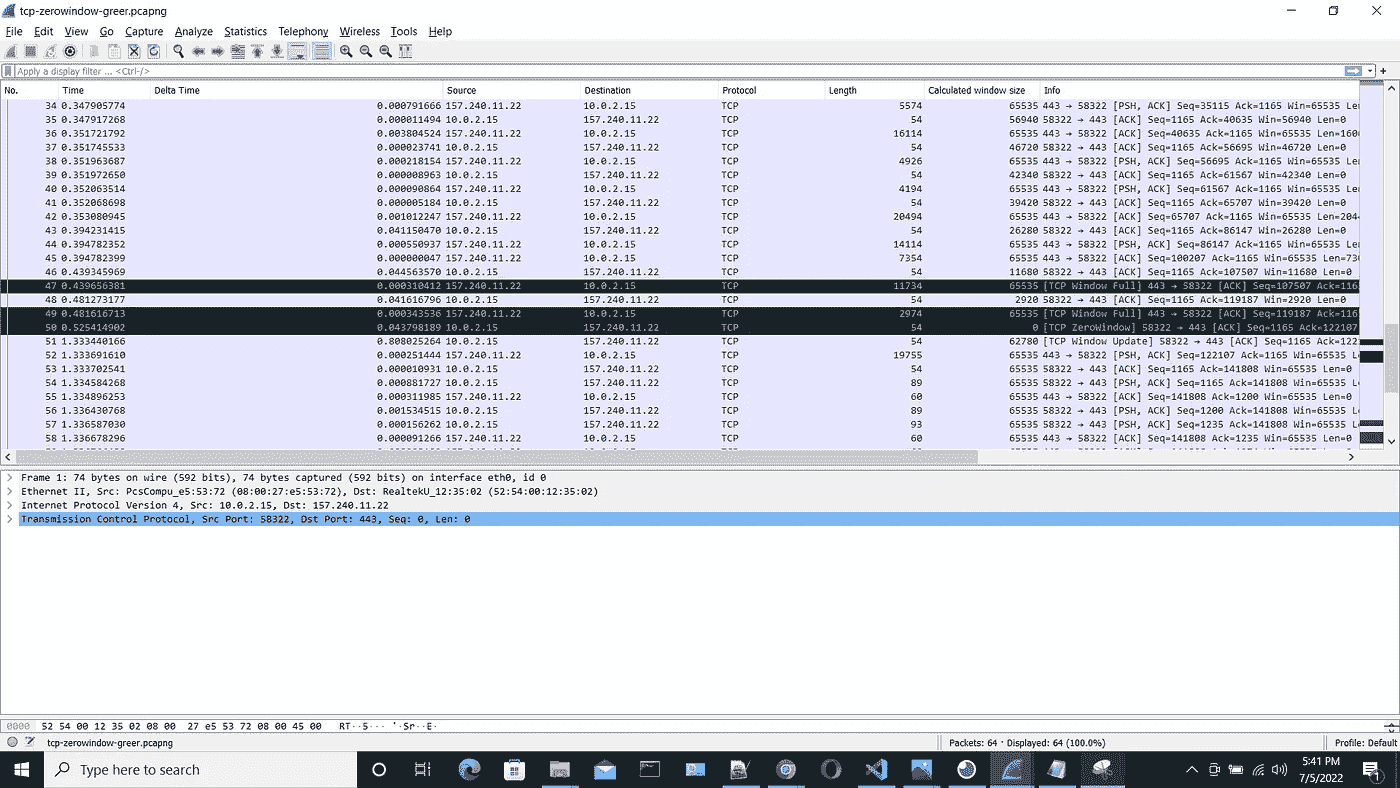 tcp-zerowindow-greer.pcapng
File Edit View Go Capture Analyze Statistics Telephony Wireless Tools Help
Apply a display filter ... <Ctrl-/>
No. Time Delta Time Source Destination Protocol Length Calculated window size Info
34 0.347905774 0.000791666 157.240.11.22 10.0.2.15 TCP 5574 65535 443 → 58322 [PSH, ACK] Seq=35115 Ack=1165 Win=65535 Len
35 0.347917268 0.000011494 10.0.2.15 157.240.11.22 TCP 54 56940 58322 → 443 [ACK] Seq=1165 Ack=40635 Win=56940 Len=0
36 0.351721792 0.003804524 157.240.11.22 10.0.2.15 TCP 16114 65535 443 → 58322 [PSH, ACK] Seq=40635 Ack=1165 Win=65535 Len=1606
37 0.351745533 0.000023741 10.0.2.15 157.240.11.22 TCP 54 46720 58322 → 443 [ACK] Seq=1165 Ack=56695 Win=46720 Len=0
38 0.351963687 0.000218154 157.240.11.22 10.0.2.15 TCP 4926 65535 443 → 58322 [PSH, ACK] Seq=56695 Ack=1165 Win=65535 Len
39 0.351972650 0.000008963 10.0.2.15 157.240.11.22 TCP 54 42340 58322 → 443 [ACK] Seq=1165 Ack=61567 Win=42340 Len=0
40 0.352063514 0.000090864 157.240.11.22 10.0.2.15 TCP 4194 65535 443 → 58322 [PSH, ACK] Seq=61567 Ack=1165 Win=65535 Len
41 0.352068698 0.000005184 10.0.2.15 157.240.11.22 TCP 54 39420 58322 → 443 [ACK] Seq=1165 Ack=65707 Win=39420 Len=0
42 0.353080945 0.001012247 157.240.11.22 10.0.2.15 TCP 20494 65535 443 → 58322 [PSH, ACK] Seq=65707 Ack=1165 Win=65535 Len=2044
43 0.394231415 0.041150470 10.0.2.15 157.240.11.22 TCP 54 26280 58322 → 443 [ACK] Seq=1165 Ack=86147 Win=26280 Len=0
44 0.394782352 0.000550937 157.240.11.22 10.0.2.15 TCP 14114 65535 443 → 58322 [PSH, ACK] Seq=86147 Ack=1165 Win=65535 Len
45 0.394782399 0.000000047 157.240.11.22 10.0.2.15 TCP 7354 65535 443 → 58322 [ACK] Seq=100207 Ack=1165 Win=65535 Len=730
46 0.439345969 0.044563570 10.0.2.15 157.240.11.22 TCP 54 11680 58322 → 443 [ACK] Seq=1165 Ack=107507 Win=11680 Len=0
47 0.439656381 0.000310412 157.240.11.22 10.0.2.15 TCP 11734 65535 [TCP Window Full] 443 → 58322 [ACK] Seq=107507 Ack=116
48 0.481273177 0.041616796 10.0.2.15 157.240.11.22 TCP 54 2920 58322 → 443 [ACK] Seq=1165 Ack=119187 Win=2920 Len=0
49 0.481616713 0.000343536 157.240.11.22 10.0.2.15 TCP 2974 65535 [TCP Window Full] 443 → 58322 [ACK] Seq=119187 Ack=116
50 0.525414902 0.043798189 10.0.2.15 157.240.11.22 TCP 54 0 [TCP ZeroWindow] 58322 → 443 [ACK] Seq=1165 Ack=122107
51 1.333440166 0.808025264 10.0.2.15 157.240.11.22 TCP 54 62780 [TCP Window Update] 58322 → 443 [ACK] Seq=1165 Ack=122
52 1.333691610 0.000251444 157.240.11.22 10.0.2.15 TCP 19755 65535 443 → 58322 [PSH, ACK] Seq=122107 Ack=1165 Win=65535 L
53 1.333702541 0.000010931 10.0.2.15 157.240.11.22 TCP 54 65535 58322 → 443 [ACK] Seq=1165 Ack=141808 Win=65535 Len=0
54 1.334584268 0.000881727 10.0.2.15 157.240.11.22 TCP 89 65535 58322 → 443 [PSH, ACK] Seq=1165 Ack=141808 Win=65535 L
55 1.334896253 0.000311985 157.240.11.22 10.0.2.15 TCP 60 65535 443 → 58322 [ACK] Seq=141808 Ack=1200 Win=65535 Len=0
56 1.336430768 0.001534515 10.0.2.15 157.240.11.22 TCP 89 65535 58322 → 443 [PSH, ACK] Seq=1200 Ack=141808 Win=65535 L
57 1.336587030 0.000156262 10.0.2.15 157.240.11.22 TCP 93 65535 58322 → 443 [PSH, ACK] Seq=1235 Ack=141808 Win=65535 L
58 1.336678296 0.000091266 157.240.11.22 10.0.2.15 TCP 60 65535 443 → 58322 [ACK] Seq=141808 Ack=1235 Win=65535 Len=0
Frame 1: 74 bytes on wire (592 bits), 74 bytes captured (592 bits) on interface eth0, id 0
Ethernet II, Src: PcsCompu_e5:53:72 (08:00:27:e5:53:72), Dst: RealtekU_12:35:02 (52:54:00:12:35:02)
Internet Protocol Version 4, Src: 10.0.2.15, Dst: 157.240.11.22
Transmission Control Protocol, Src Port: 58322, Dst Port: 443, Seq: 0, Len: 0
0000 52 54 00 12 35 02 08 00 27 e5 53 72 08 00 45 00 RT··5··· '·Sr··E·
tcp-zerowindow-greer.pcapng Packets: 64 · Displayed: 64 (100.0%) Profile: Default
Type here to search
5:41 PM
7/5/2022
1